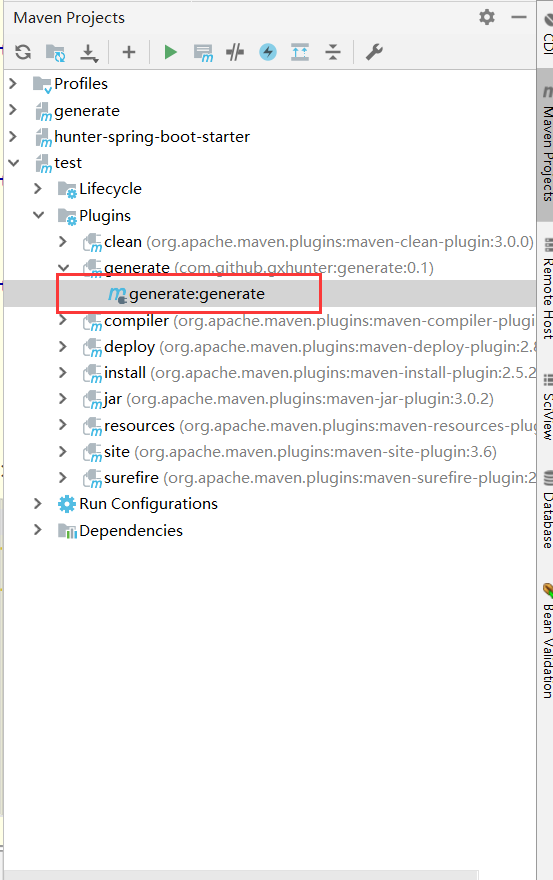 Maven Projects
Profiles
generate
hunter-spring-boot-starter
test
Lifecycle
Plugins
clean (org.apache.maven.plugins:maven-clean-plugin:3.0.0)
generate (com.github.gxhunter:generate:0.1)
generate:generate
compiler (org.apache.maven.plugins:maven-compiler-plugi
deploy (org.apache.maven.plugins:maven-deploy-plugin:2.8
install (org.apache.maven.plugins:maven-install-plugin:2.5.2
jar (org.apache.maven.plugins:maven-jar-plugin:3.0.2)
resources (org.apache.maven.plugins:maven-resources-plug
site (org.apache.maven.plugins:maven-site-plugin:3.6)
surefire (org.apache.maven.plugins:maven-surefire-plugin:2
Run Configurations
Dependencies
CDI
Maven Projects
Remote Host
SciView
Database
Bean Validation